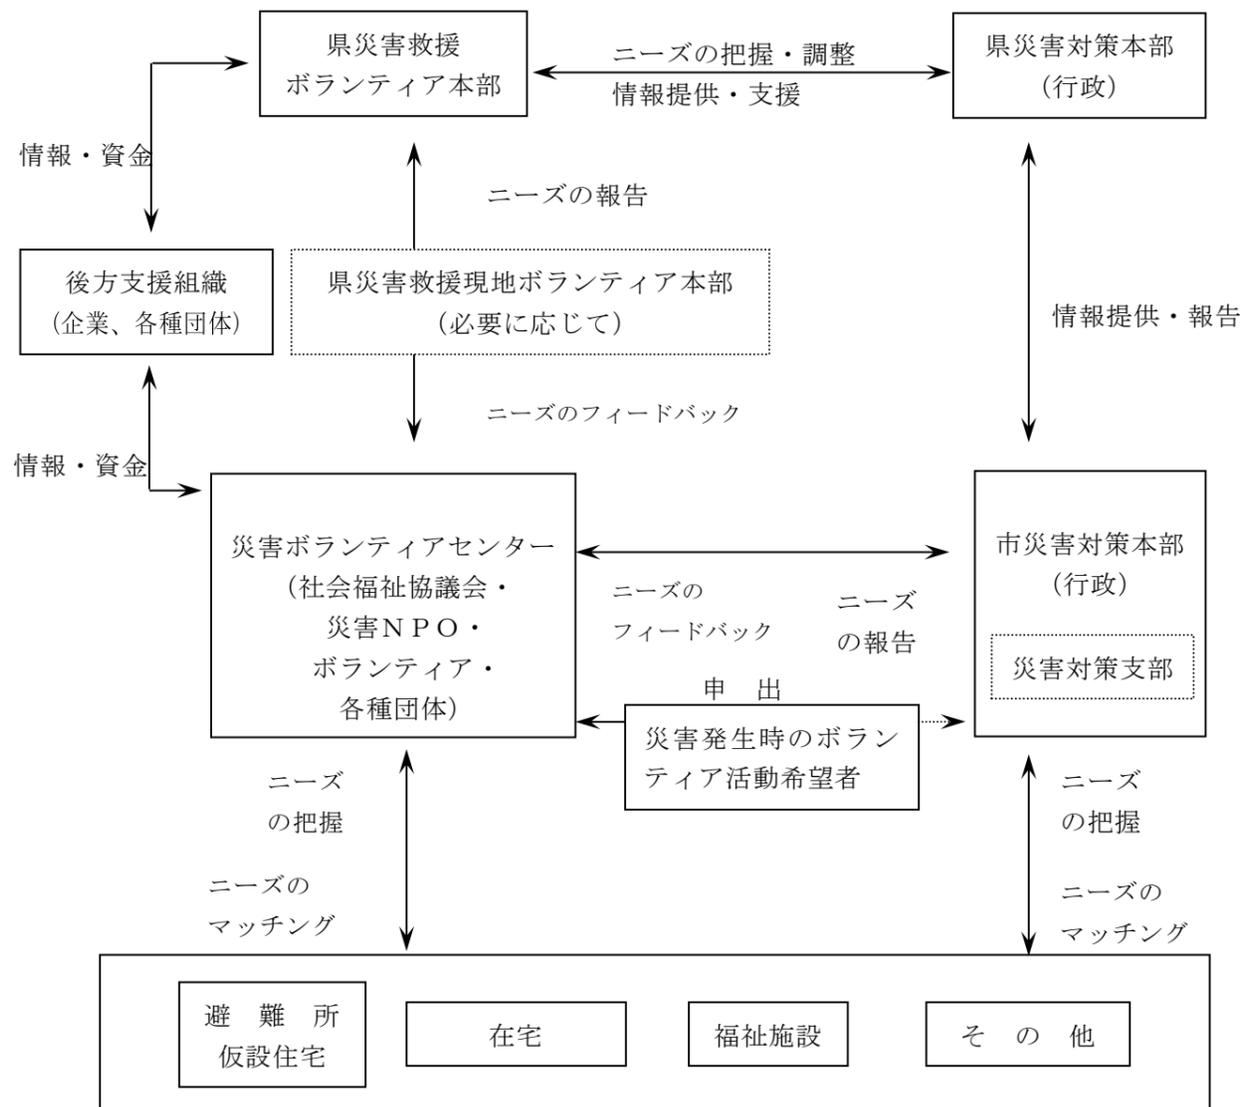 県災害救援
ボランティア本部
ニーズの把握・調整
情報提供・支援
県災害対策本部
（行政）
情報・資金
ニーズの報告
後方支援組織
（企業、各種団体）
県災害救援現地ボランティア本部
（必要に応じて）
情報提供・報告
ニーズのフィードバック
情報・資金
災害ボランティアセンター
（社会福祉協議会・
災害ＮＰＯ・
ボランティア・
各種団体）
ニーズの
フィードバック
ニーズ
の報告
市災害対策本部
（行政）
災害対策支部
申　出
災害発生時のボラン
ティア活動希望者
ニーズ
の把握
ニーズの
マッチング
ニーズ
の把握
ニーズの
マッチング
避　難　所
仮設住宅
在宅
福祉施設
そ　の　他